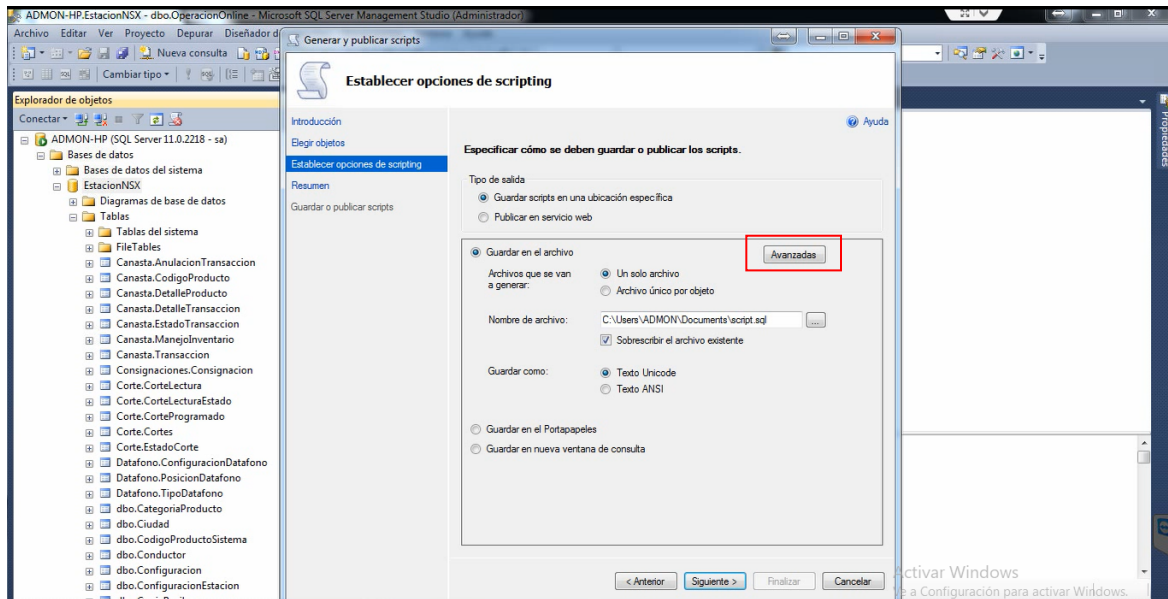 ADMON-HP.EstacionNSX - dbo.OperacionOnline - Microsoft SQL Server Management Studio (Administrador)
Archivo Editar Ver Proyecto Depurar Diseñador d
Nueva consulta
Cambiar tipo
Explorador de objetos
Conectar
ADMON-HP (SQL Server 11.0.2218 - sa)
Bases de datos
Bases de datos del sistema
EstacionNSX
Diagramas de base de datos
Tablas
Tablas del sistema
FileTables
Canasta.AnulacionTransaccion
Canasta.CodigoProducto
Canasta.DetalleProducto
Canasta.DetalleTransaccion
Canasta.EstadoTransaccion
Canasta.ManejoInventario
Canasta.Transaccion
Consignaciones.Consignacion
Corte.CorteLectura
Corte.CorteLecturaEstado
Corte.CorteProgramado
Corte.Cortes
Corte.EstadoCorte
Datafono.ConfiguracionDatafono
Datafono.PosicionDatafono
Datafono.TipoDatafono
dbo.CategoriaProducto
dbo.Ciudad
dbo.CodigoProductoSistema
dbo.Conductor
dbo.Configuracion
dbo.ConfiguracionEstacion
Generar y publicar scripts
Establecer opciones de scripting
Introducción
Elegir objetos
Establecer opciones de scripting
Resumen
Guardar o publicar scripts
Ayuda
Especificar cómo se deben guardar o publicar los scripts.
Tipo de salida
Guardar scripts en una ubicación específica
Publicar en servicio web
Guardar en el archivo
Avanzadas
Archivos que se van a generar:
Un solo archivo
Archivo único por objeto
Nombre de archivo:
C:\Users\ADMON\Documents\script.sql
...
Sobrescribir el archivo existente
Guardar como:
Texto Unicode
Texto ANSI
Guardar en el Portapapeles
Guardar en nueva ventana de consulta
< Anterior
Siguiente >
Finalizar
Cancelar
Propiedades
Activar Windows
Ve a Configuración para activar Windows.